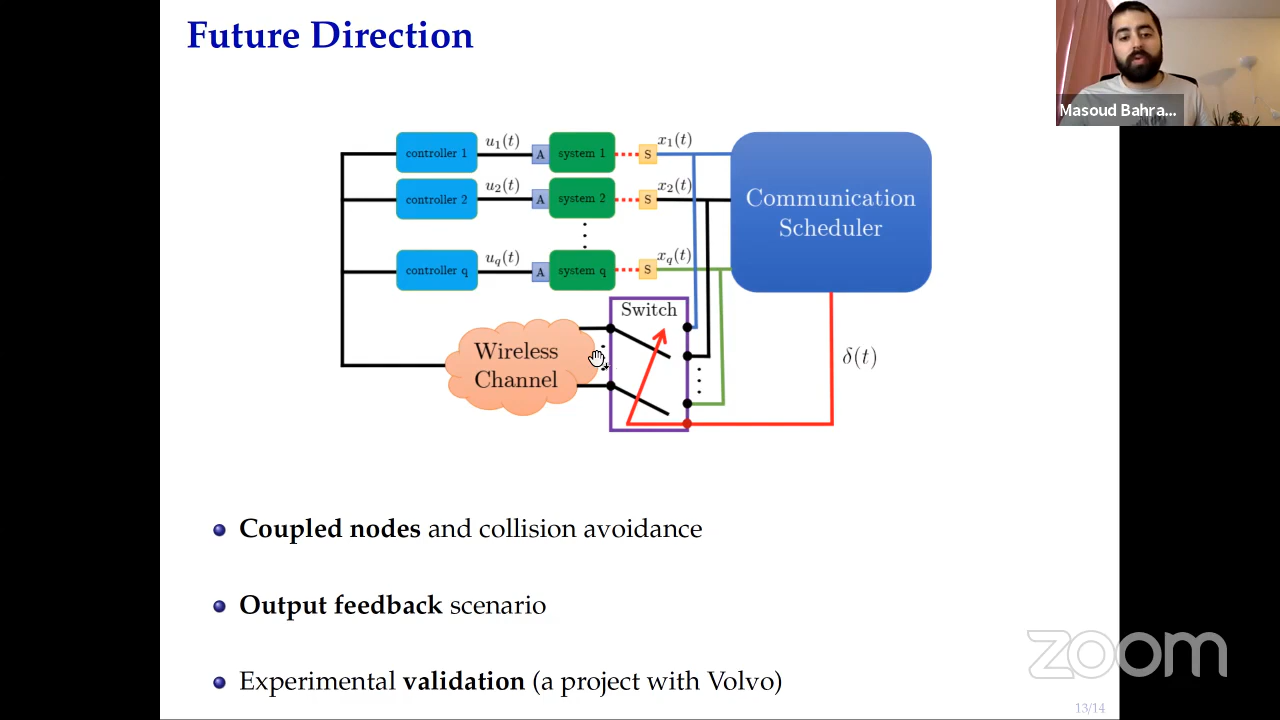 Future Direction
Masoud Bahra...
controller 1
u₁(t)
A
system 1
S
x₁(t)
controller 2
u₂(t)
A
system 2
S
x₂(t)
controller q
u_q(t)
A
system q
S
x_q(t)
Communication
Scheduler
Switch
Wireless
Channel
δ(t)
Coupled nodes and collision avoidance
Output feedback scenario
Experimental validation (a project with Volvo)
zoom
13/14